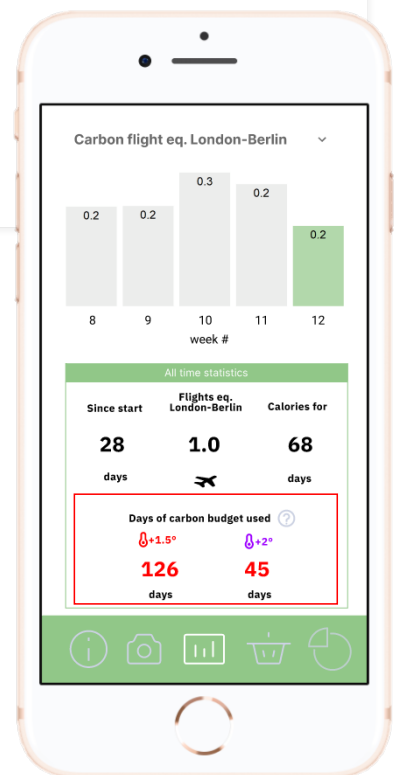 Carbon flight eq. London-Berlin
0.2 0.2 0.3 0.2 0.2
8 9 10 11 12
week #
All time statistics
Since start
Flights eq.
London-Berlin
Calories for
28 1.0 68
days days
Days of carbon budget used ?
+1.5° +2°
126 45
days days